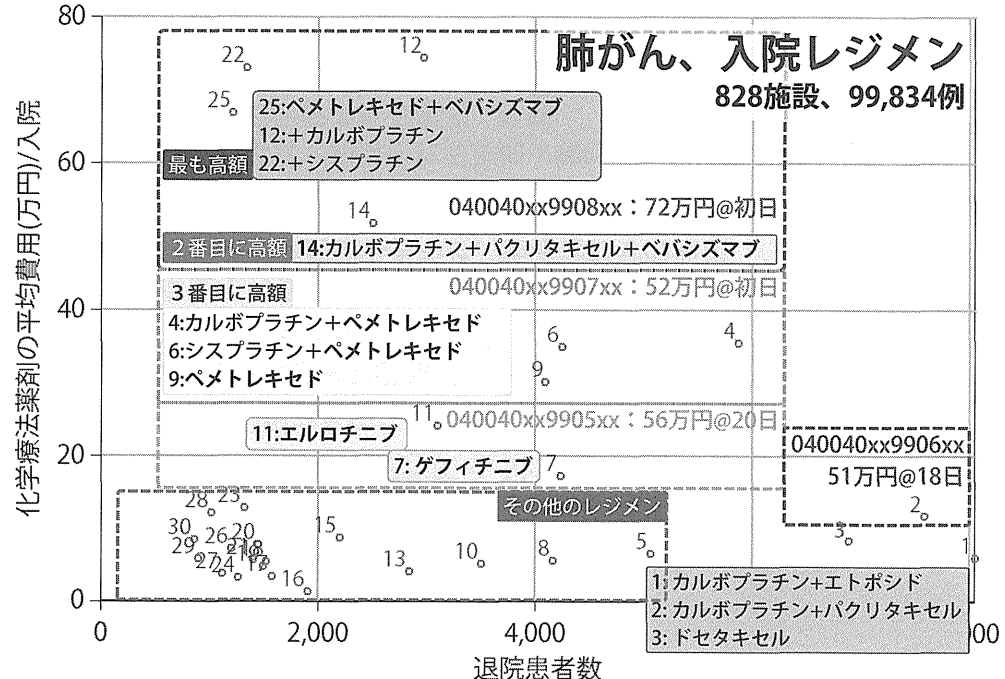 肺がん、入院レジメン
828施設、99,834例
化学療法薬剤の平均費用(万円)/入院
80
60
40
20
0
22
12
25
25:ペメトレキセド+ベバシズマブ
12:+カルボプラチン
22:+シスプラチン
最も高額
14
040040xx9908xx:72万円@初日
2番目に高額
14:カルボプラチン+パクリタキセル+ベバシズマブ
040040xx9907xx:52万円@初日
3番目に高額
4:カルボプラチン+ペメトレキセド
6:シスプラチン+ペメトレキセド
9:ペメトレキセド
6
4
9
11
040040xx9905xx:56万円@20日
11:エルロチニブ
7: ゲフィチニブ
7
040040xx9906xx
51万円@18日
2
その他のレジメン
28
23
30
26
20
29
27
24
15
13
10
8
5
3
1
16
1: カルボプラチン+エトポシド
2: カルボプラチン+パクリタキセル
3: ドセタキセル
0
2,000
4,000
退院患者数